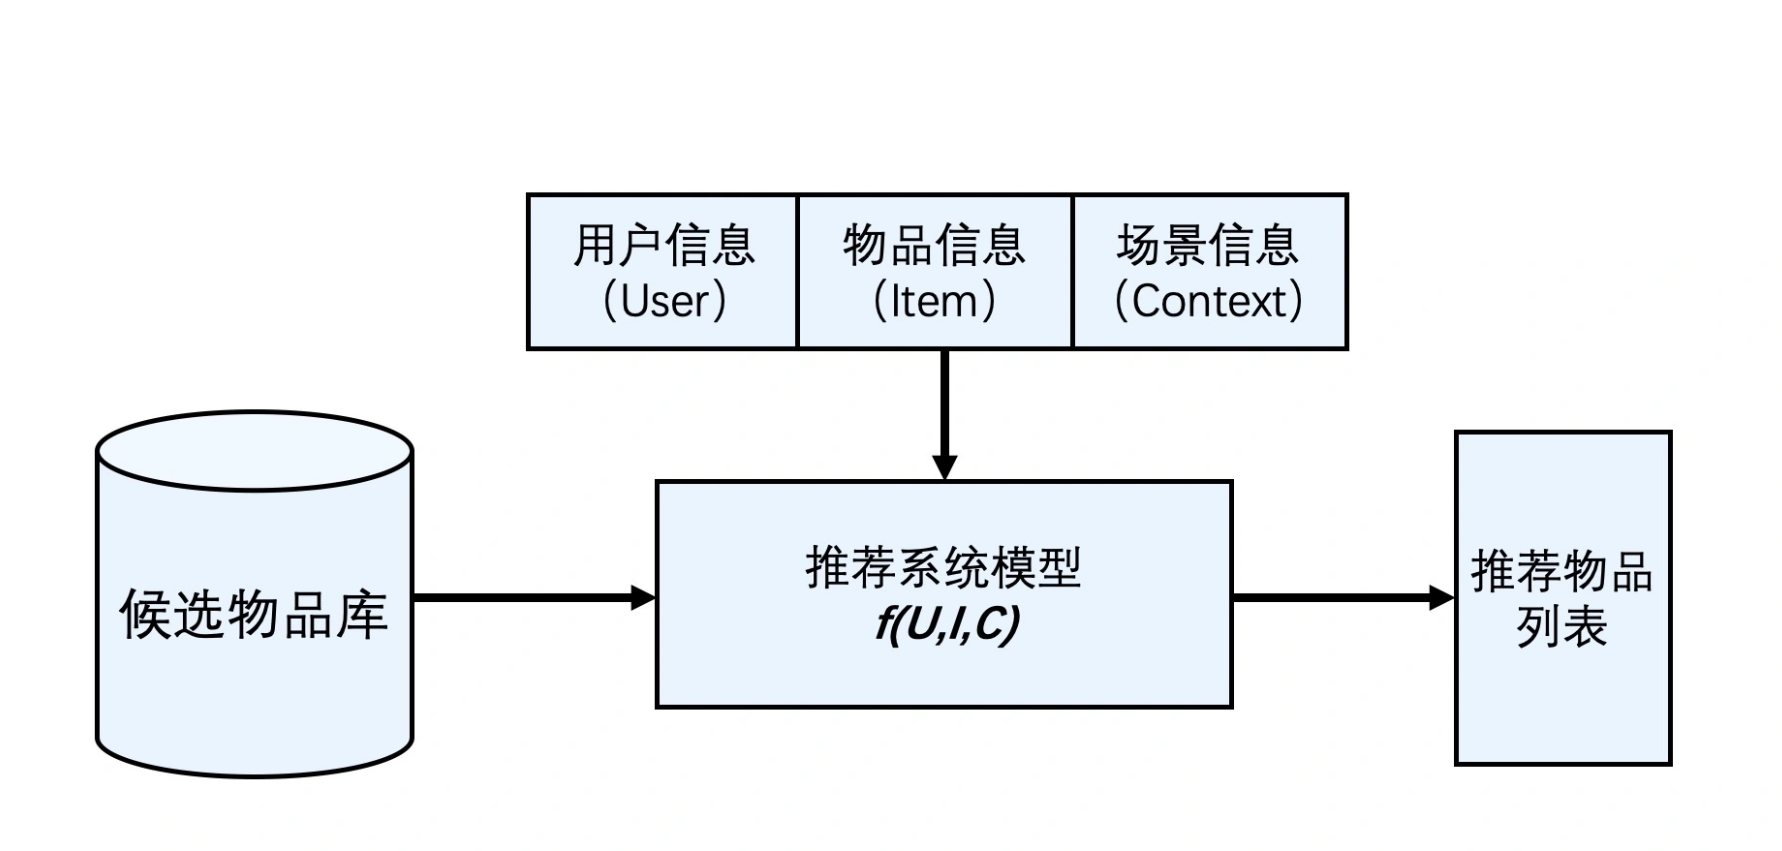 用户信息
（User）
物品信息
（Item）
场景信息
（Context）
候选物品库
推荐系统模型
f(U,I,C)
推荐物品
列表